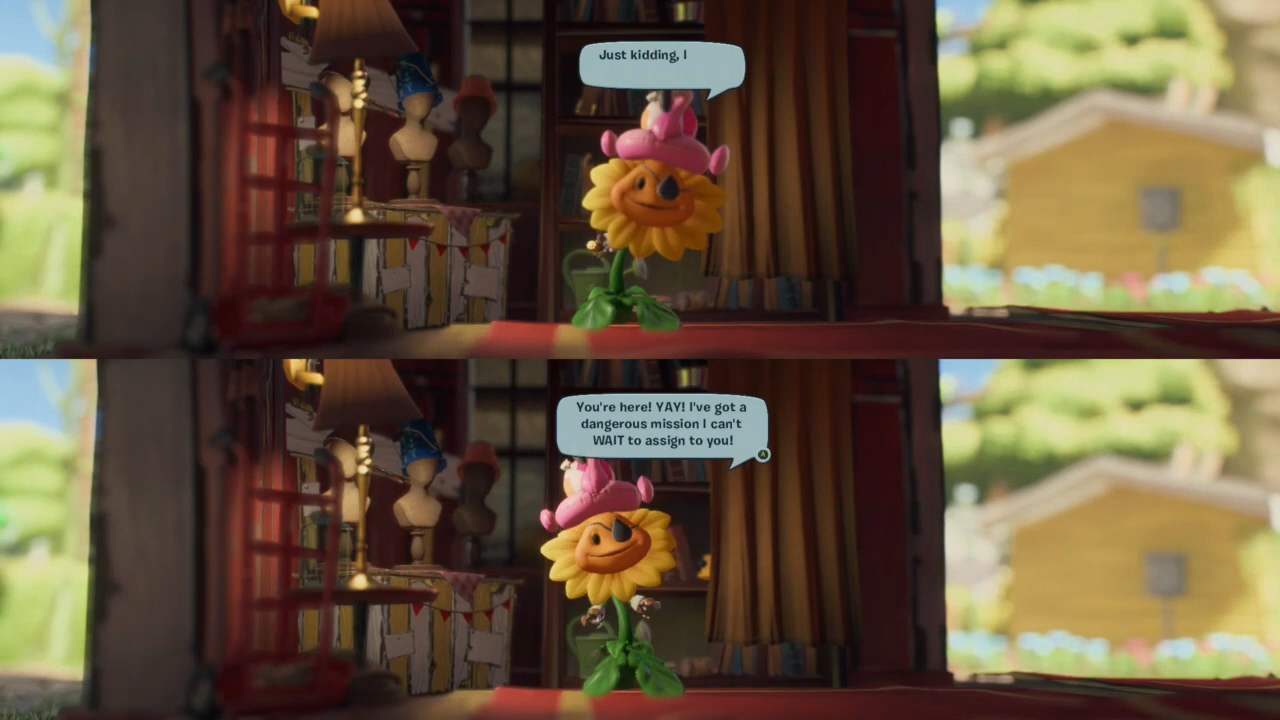 Just kidding, I
You're here! YAY! I've got a
dangerous mission I can't
WAIT to assign to you!
A